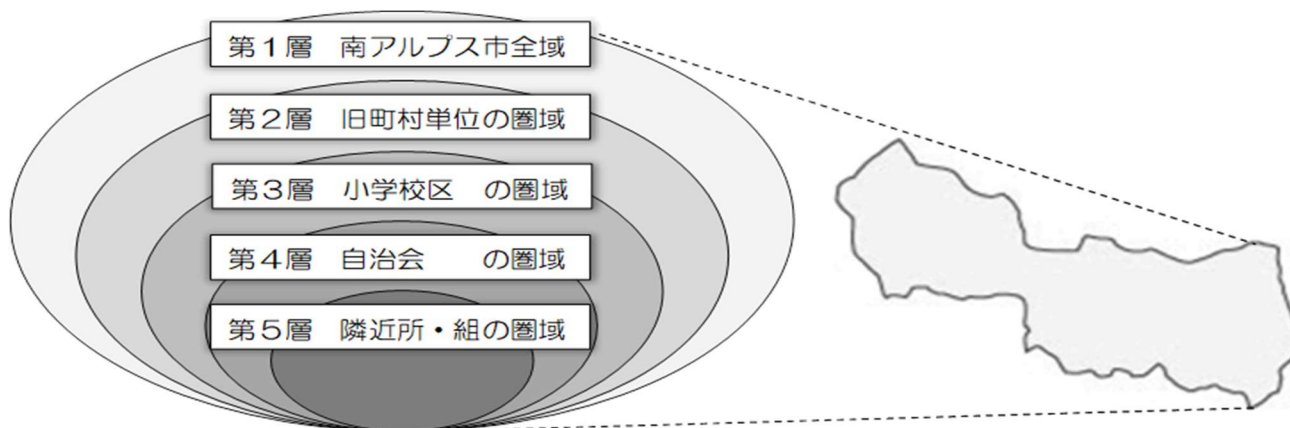 第１層　南アルプス市全域
第２層　旧町村単位の圏域
第３層　小学校区　の圏域
第４層　自治会　　の圏域
第５層　隣近所・組の圏域